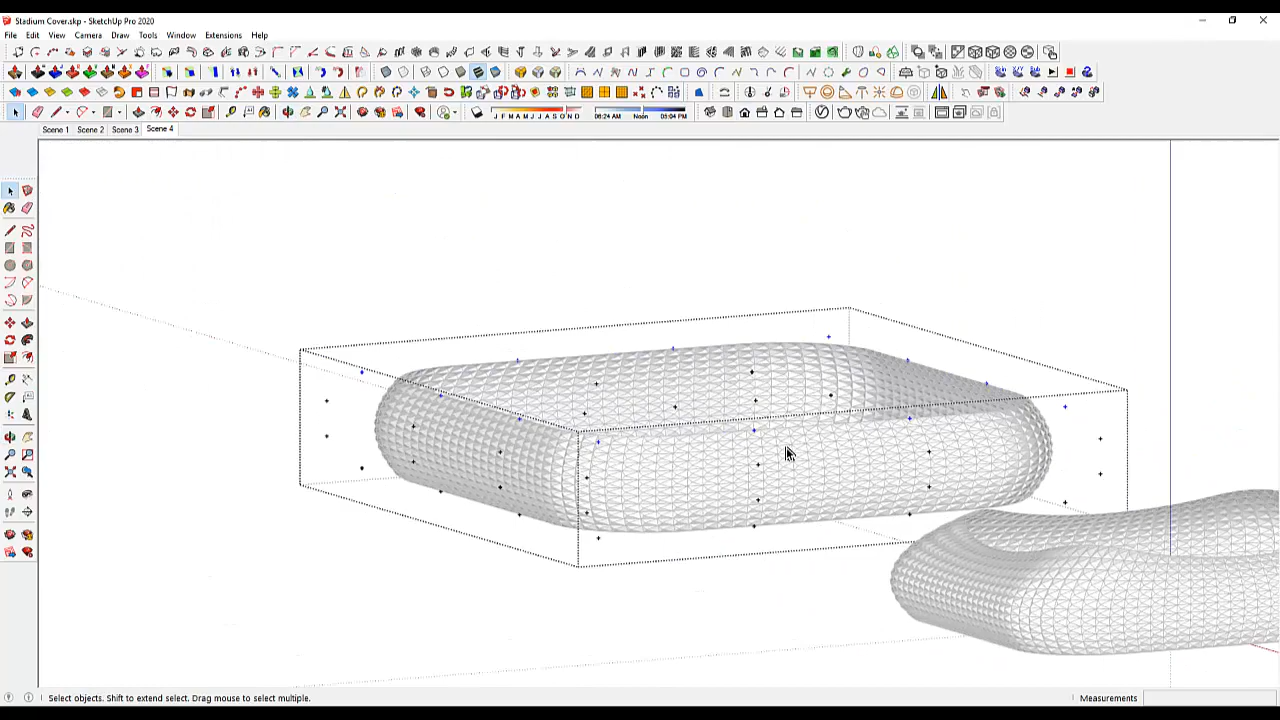 Stadium Cover.skp - SketchUp Pro 2020
File Edit View Camera Draw Tools Window Extensions Help
J F M A M J J A S O N D 06:24 AM Noon 05:04 PM
Scene 1 Scene 2 Scene 3 Scene 4
Select objects. Shift to extend select. Drag mouse to select multiple. Measurements